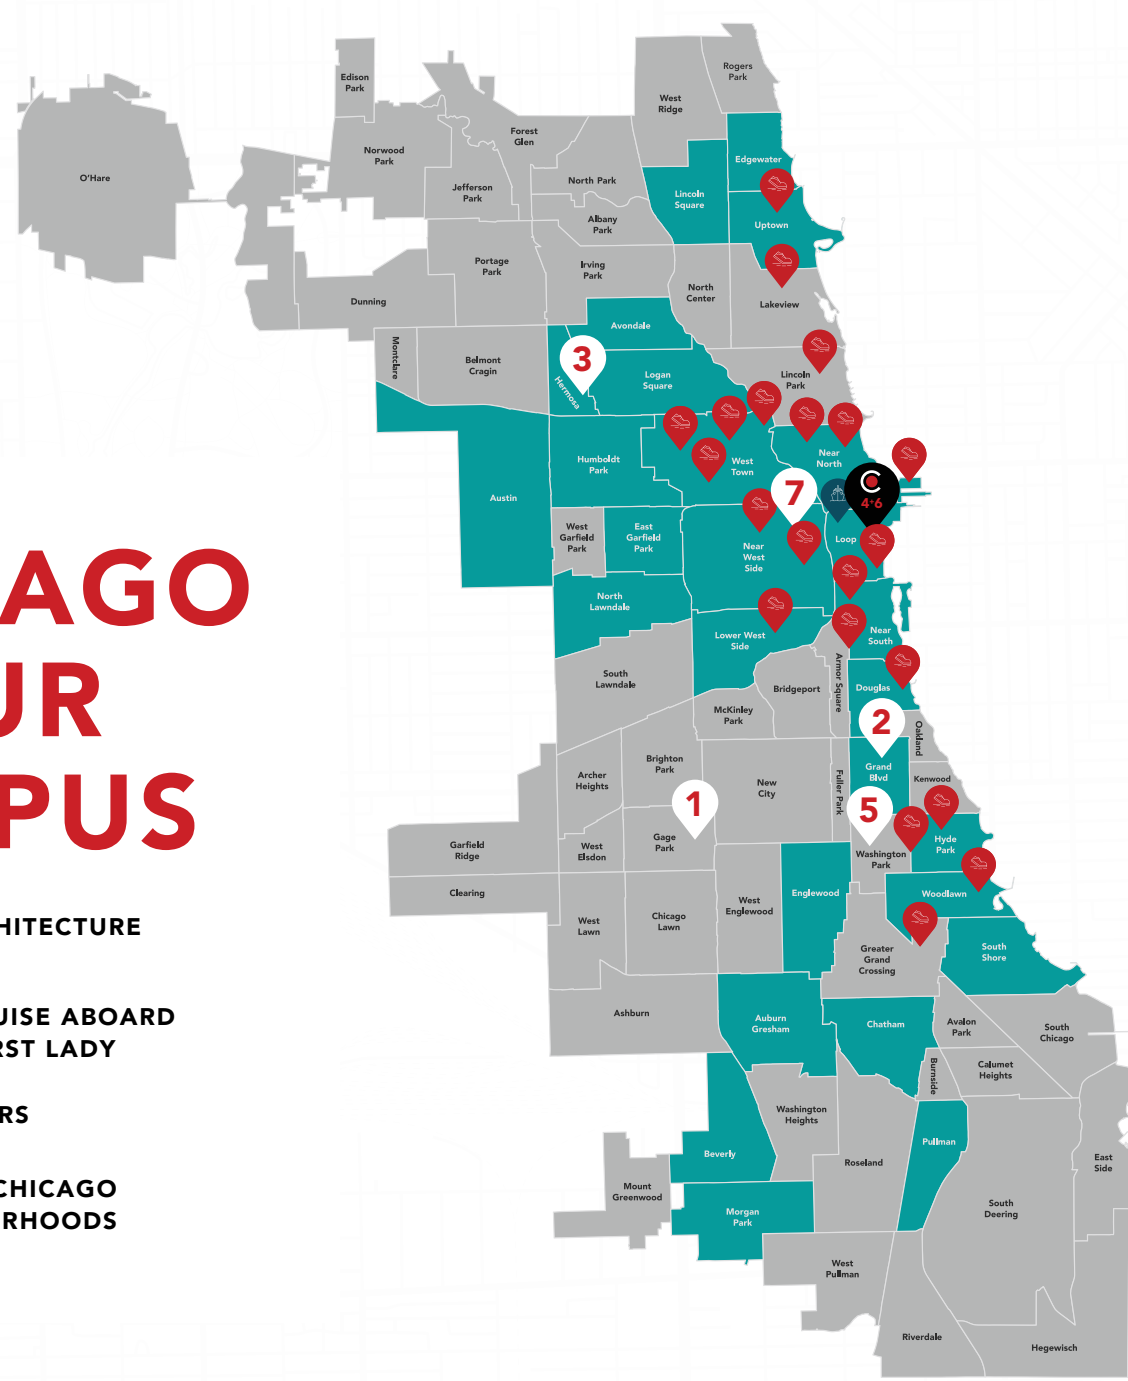 AGO
UR
PUS
HITECTURE
UISE ABOARD
RST LADY
RS
CHICAGO
RHOODS
Rogers
Park
Edison
Park
West
Ridge
Forest
Glen
Norwood
Park
Edgewater
O'Hare
North Park
Jefferson
Park
Lincoln
Square
Albany
Park
Uptown
Portage
Park
Irving
Park
North
Center
Dunning
Lakeview
Avondale
Montclare
Belmont
Cragin
3
Hermosa
Logan
Square
Lincoln
Park
Near
North
Humboldt
Park
West
Town
Austin
7
4+6
West
Garfield
Park
East
Garfield
Park
Loop
Near
West
Side
North
Lawndale
Lower West
Side
Near
South
South
Lawndale
Armor Square
Bridgeport
Douglas
McKinley
Park
2
Oakland
Brighton
Park
Grand
Blvd
Archer
Heights
New
City
Fuller Park
Kenwood
1
5
Gage
Park
Hyde
Park
Garfield
Ridge
West
Elsdon
Washington
Park
Clearing
Englewood
Woodlawn
West
Englewood
West
Lawn
Chicago
Lawn
Greater
Grand
Crossing
South
Shore
Ashburn
Auburn
Gresham
Chatham
Avalon
Park
South
Chicago
Burnside
Calumet
Heights
Washington
Heights
Pullman
Beverly
Roseland
East
Side
Mount
Greenwood
South
Deering
Morgan
Park
West
Pullman
Riverdale
Hegewisch